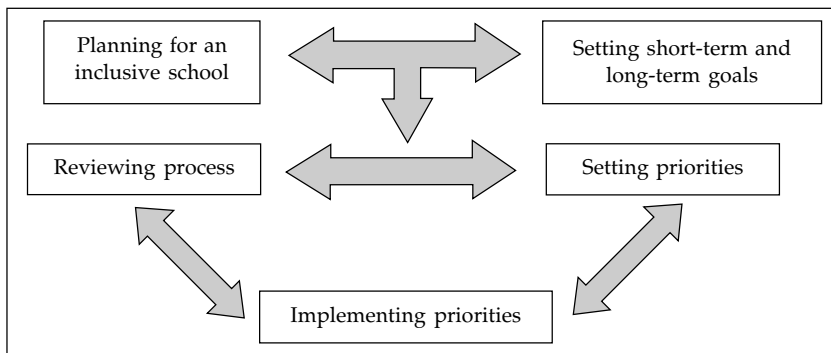 Planning for an
inclusive school
Setting short-term and
long-term goals
Reviewing process
Setting priorities
Implementing priorities